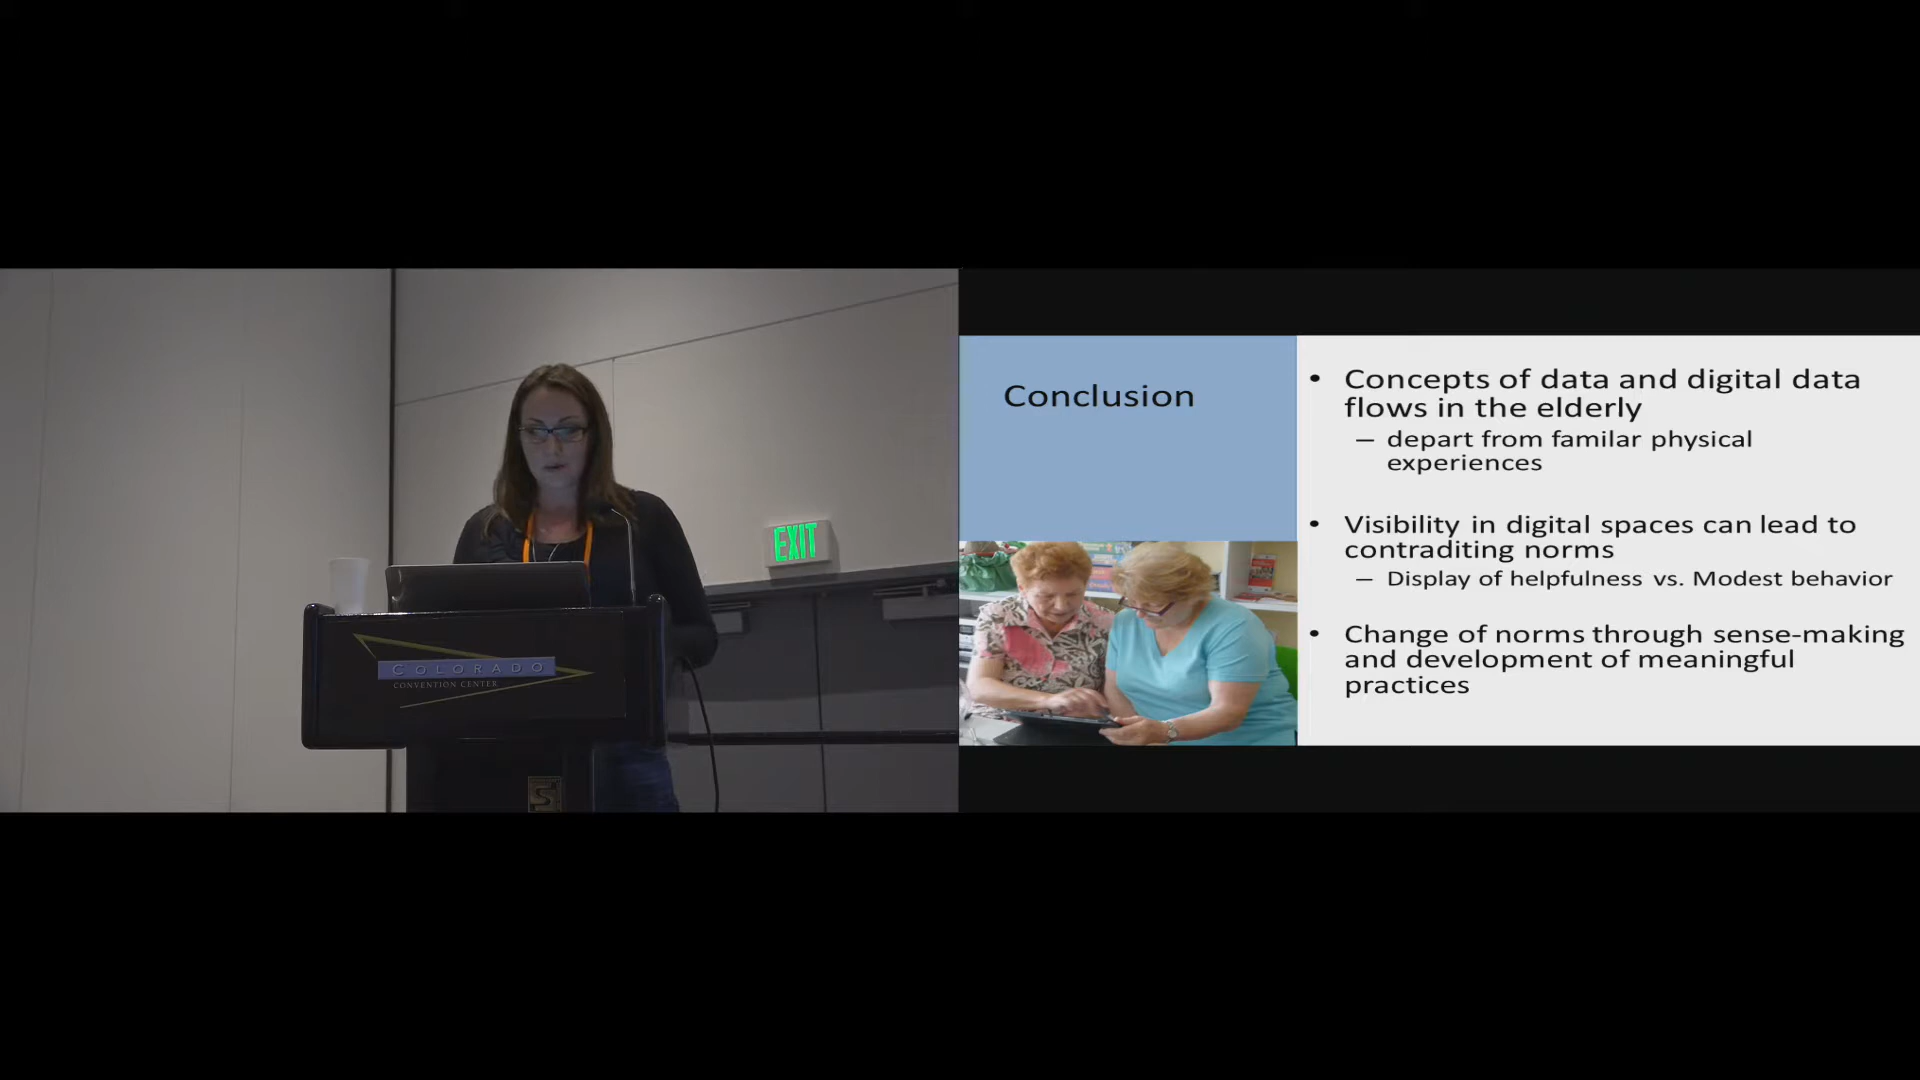 EXIT
COLORADO
CONVENTION CENTER
Conclusion
• Concepts of data and digital data
flows in the elderly
– depart from familar physical
experiences
• Visibility in digital spaces can lead to
contraditing norms
– Display of helpfulness vs. Modest behavior
• Change of norms through sense-making
and development of meaningful
practices